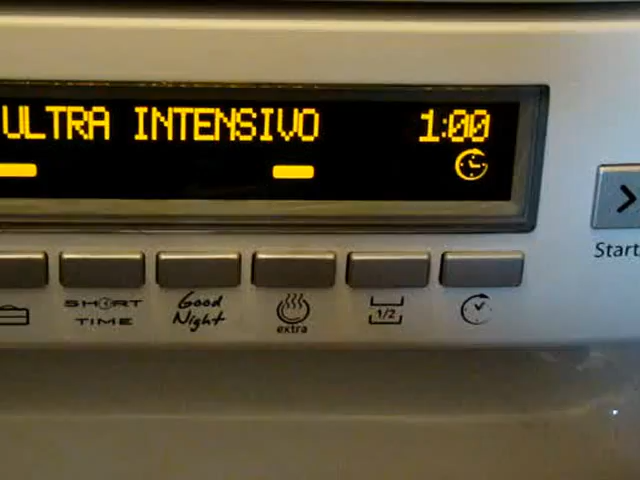 ULTRA INTENSIVO 1:00
Start
SHORT TIME
Good Night
extra
1/2